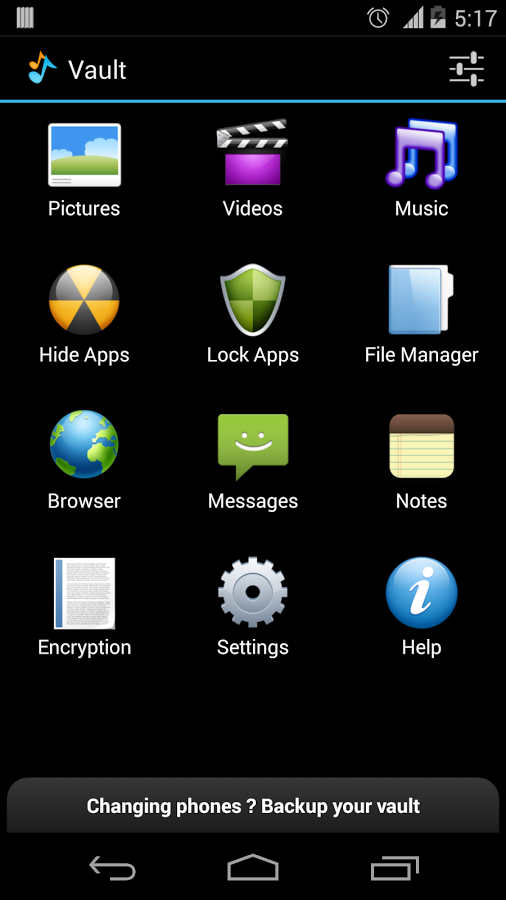 5:17
Vault
Pictures Videos Music
Hide Apps Lock Apps File Manager
Browser Messages Notes
Encryption Settings Help
Changing phones ? Backup your vault